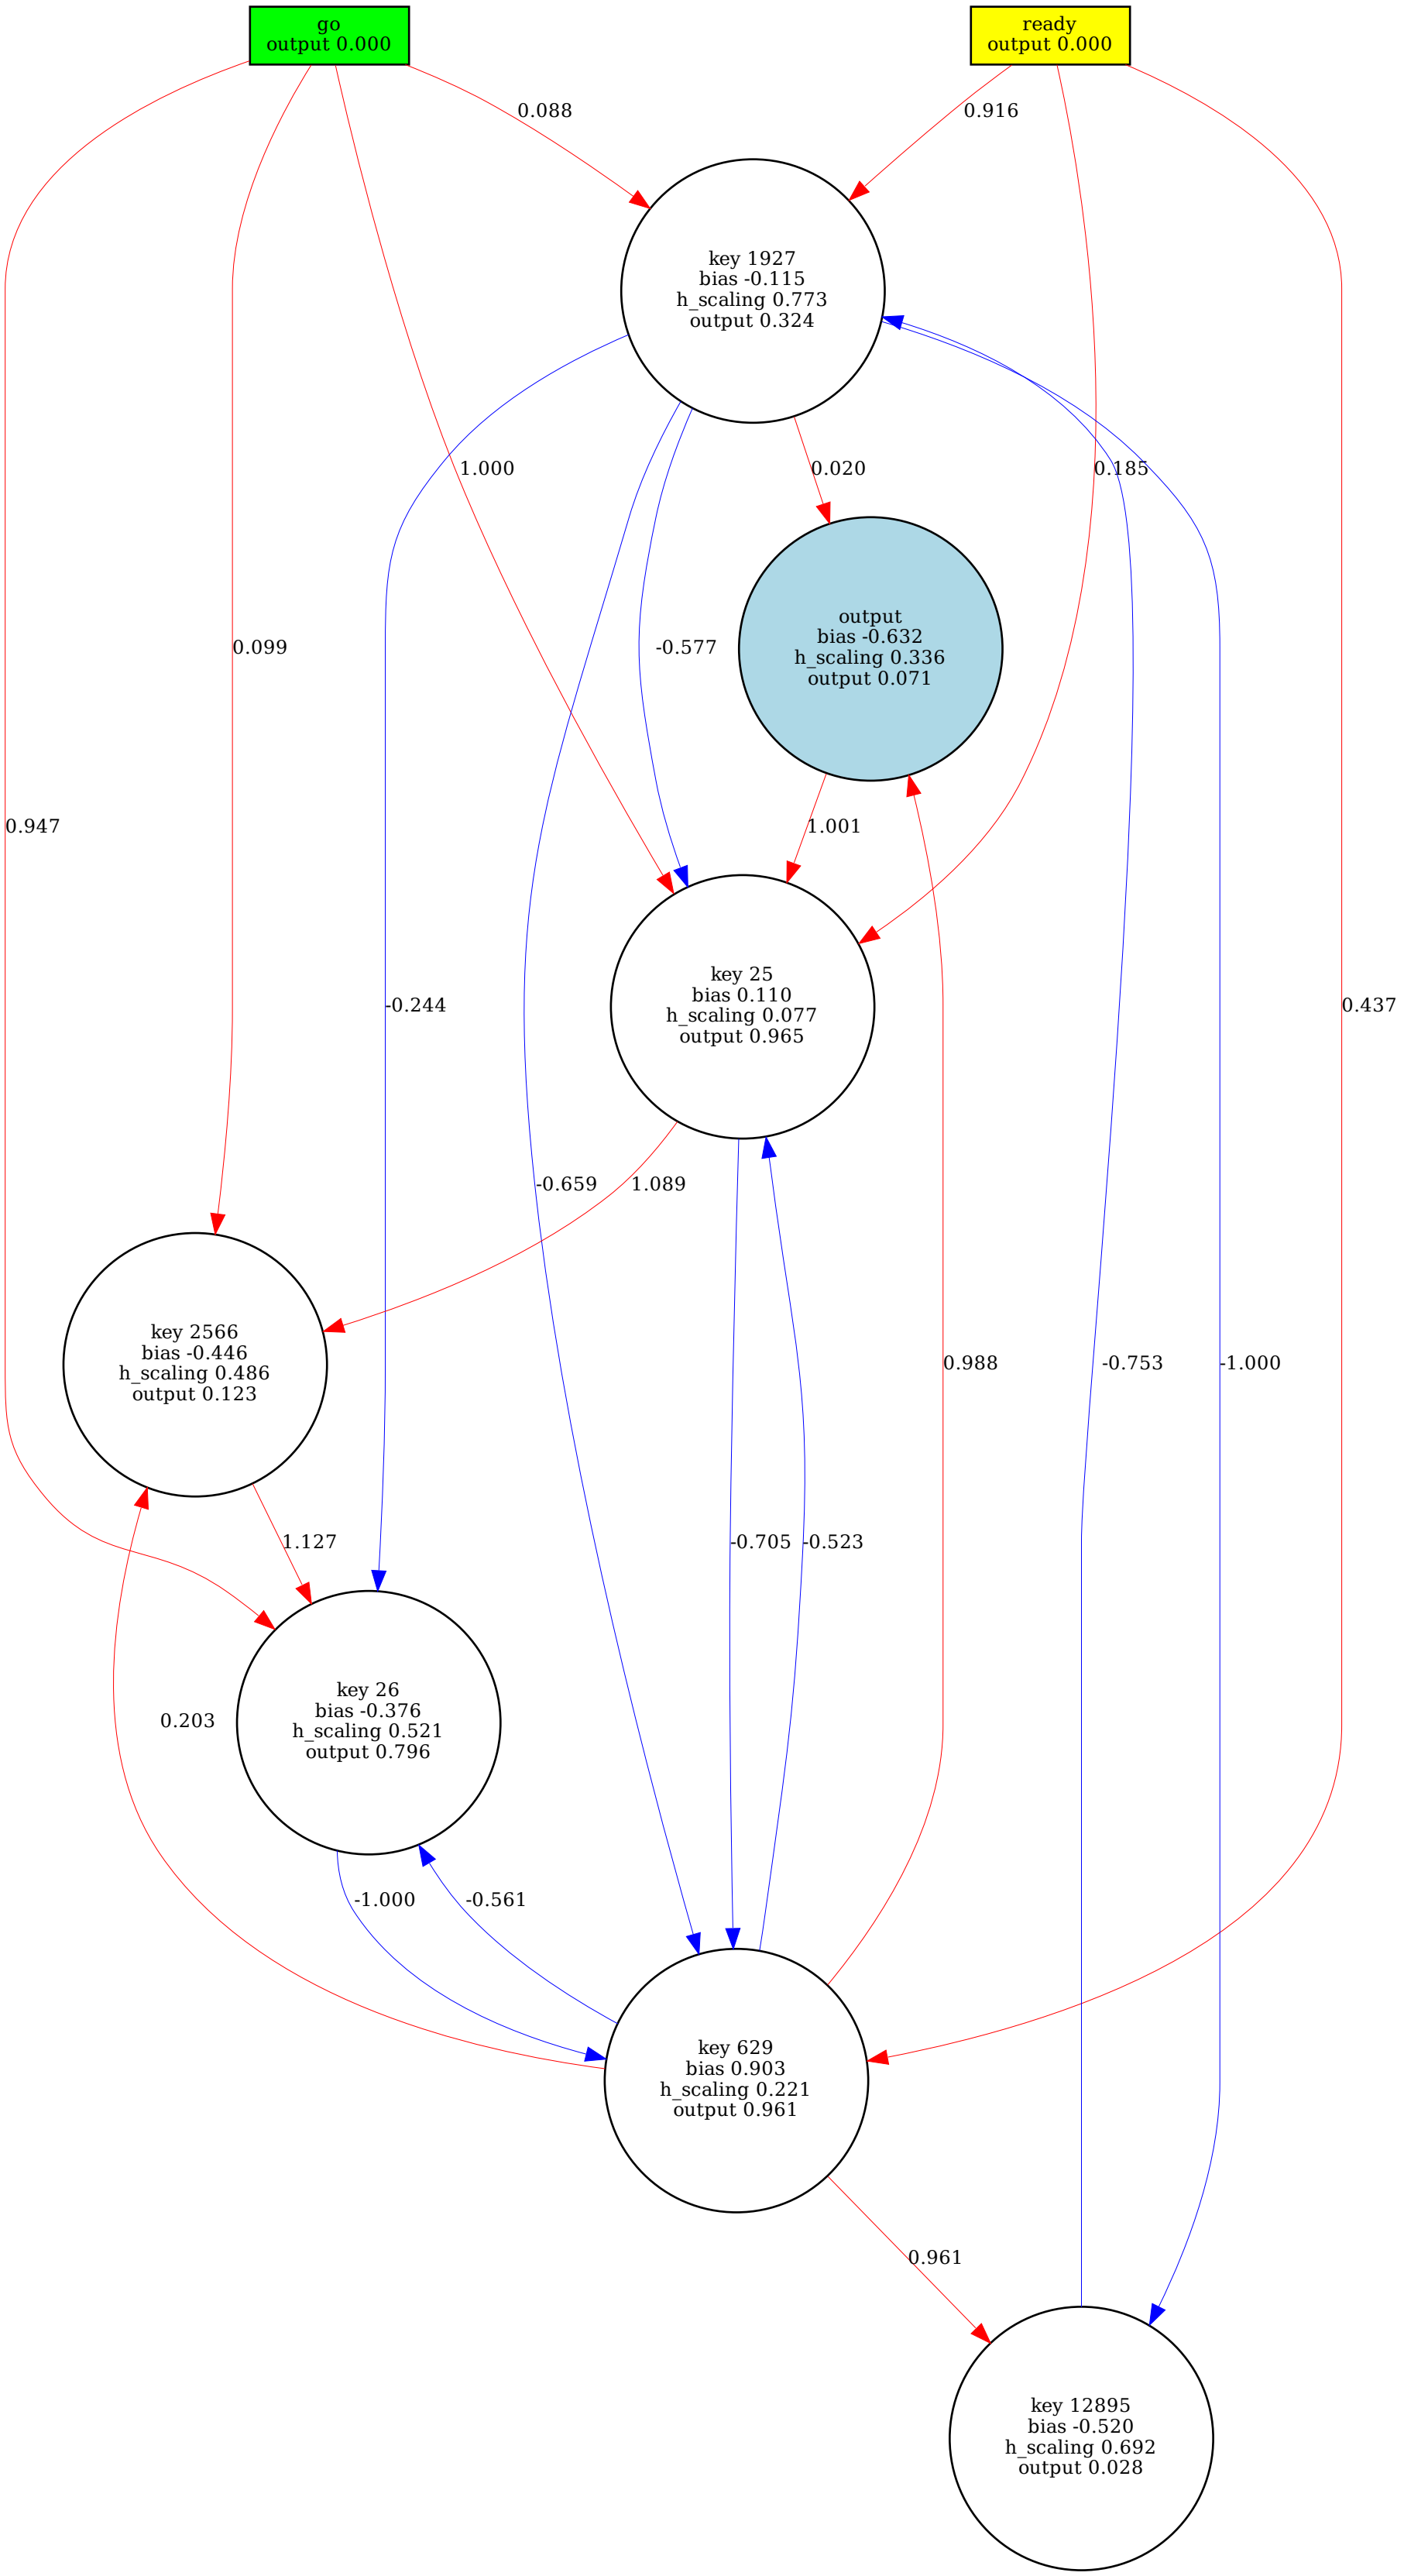 go
output 0.000
ready
output 0.000
0.088
0.916
key 1927
bias -0.115
h_scaling 0.773
output 0.324
1.000
0.020
0.185
0.099
-0.577
output
bias -0.632
h_scaling 0.336
output 0.071
0.947
1.001
-0.244
key 25
bias 0.110
h_scaling 0.077
output 0.965
0.437
-0.659
1.089
key 2566
bias -0.446
h_scaling 0.486
output 0.123
0.988
-0.753
-1.000
1.127
-0.705
-0.523
0.203
key 26
bias -0.376
h_scaling 0.521
output 0.796
-1.000
-0.561
key 629
bias 0.903
h_scaling 0.221
output 0.961
0.961
key 12895
bias -0.520
h_scaling 0.692
output 0.028